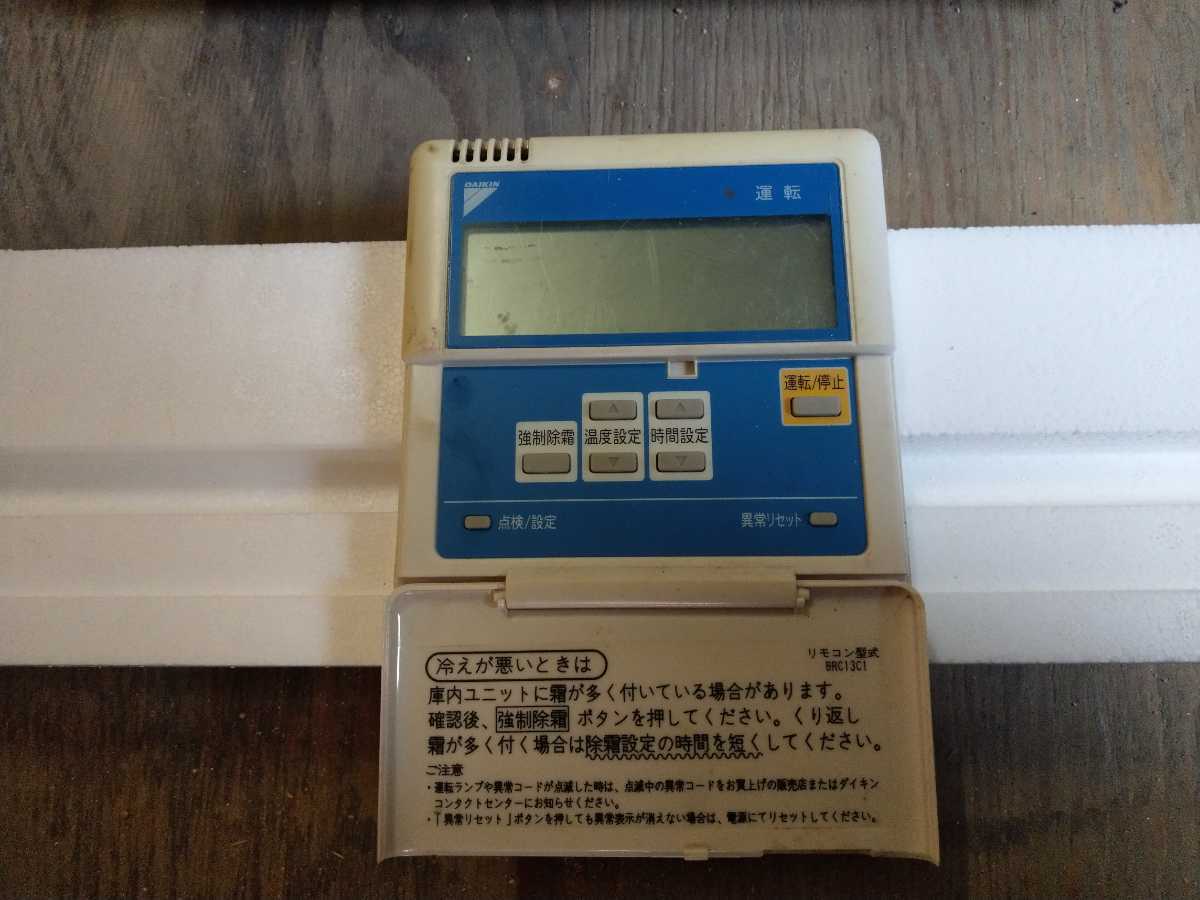 DAIKIN
運転
運転/停止
強制除霜
温度設定
時間設定
点検/設定
異常リセット
冷えが悪いときは
リモコン型式
BRC13C1
庫内ユニットに霜が多く付いている場合があります。
確認後、強制除霜 ボタンを押してください。くり返し
霜が多く付く場合は除霜設定の時間を短くしてください。
ご注意
・運転ランプや異常コードが点滅した時は、点滅中の異常コードをお買上げの販売店またはダイキン
コンタクトセンターにお知らせください。
・「異常リセット」ボタンを押しても異常表示が消えない場合は、電源にてリセットしてください。